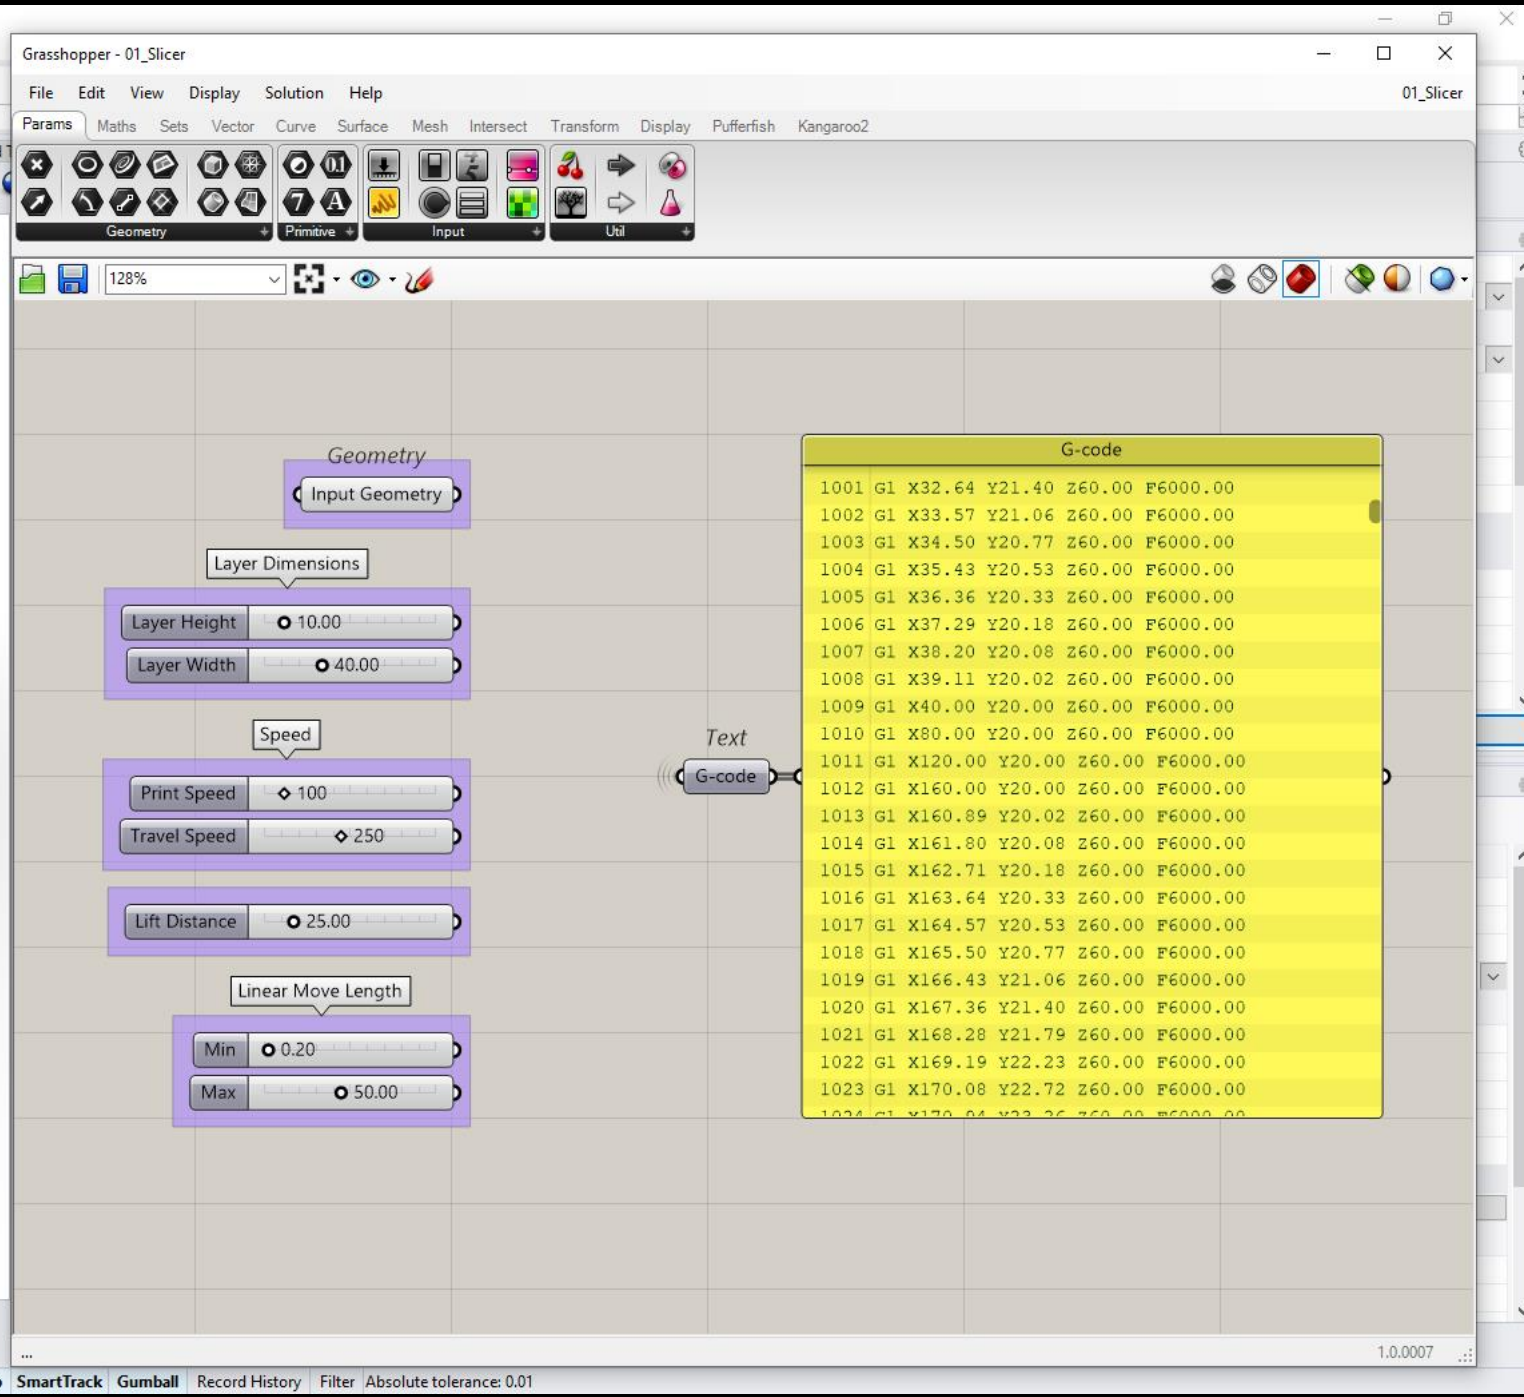 Grasshopper - 01_Slicer
File Edit View Display Solution Help 01_Slicer
Params Maths Sets Vector Curve Surface Mesh Intersect Transform Display Pufferfish Kangaroo2
Geometry Primitive Input Util
128%
Geometry
Input Geometry
Layer Dimensions
Layer Height 10.00
Layer Width 40.00
Speed
Print Speed 100
Travel Speed 250
Lift Distance 25.00
Linear Move Length
Min 0.20
Max 50.00
Text
G-code
G-code
1001 G1 X32.64 Y21.40 Z60.00 F6000.00
1002 G1 X33.57 Y21.06 Z60.00 F6000.00
1003 G1 X34.50 Y20.77 Z60.00 F6000.00
1004 G1 X35.43 Y20.53 Z60.00 F6000.00
1005 G1 X36.36 Y20.33 Z60.00 F6000.00
1006 G1 X37.29 Y20.18 Z60.00 F6000.00
1007 G1 X38.20 Y20.08 Z60.00 F6000.00
1008 G1 X39.11 Y20.02 Z60.00 F6000.00
1009 G1 X40.00 Y20.00 Z60.00 F6000.00
1010 G1 X80.00 Y20.00 Z60.00 F6000.00
1011 G1 X120.00 Y20.00 Z60.00 F6000.00
1012 G1 X160.00 Y20.00 Z60.00 F6000.00
1013 G1 X160.89 Y20.02 Z60.00 F6000.00
1014 G1 X161.80 Y20.08 Z60.00 F6000.00
1015 G1 X162.71 Y20.18 Z60.00 F6000.00
1016 G1 X163.64 Y20.33 Z60.00 F6000.00
1017 G1 X164.57 Y20.53 Z60.00 F6000.00
1018 G1 X165.50 Y20.77 Z60.00 F6000.00
1019 G1 X166.43 Y21.06 Z60.00 F6000.00
1020 G1 X167.36 Y21.40 Z60.00 F6000.00
1021 G1 X168.28 Y21.79 Z60.00 F6000.00
1022 G1 X169.19 Y22.23 Z60.00 F6000.00
1023 G1 X170.08 Y22.72 Z60.00 F6000.00
1024 G1 X170.94 Y23.26 Z60.00 F6000.00
... 1.0.0007
SmartTrack Gumball Record History Filter Absolute tolerance: 0.01